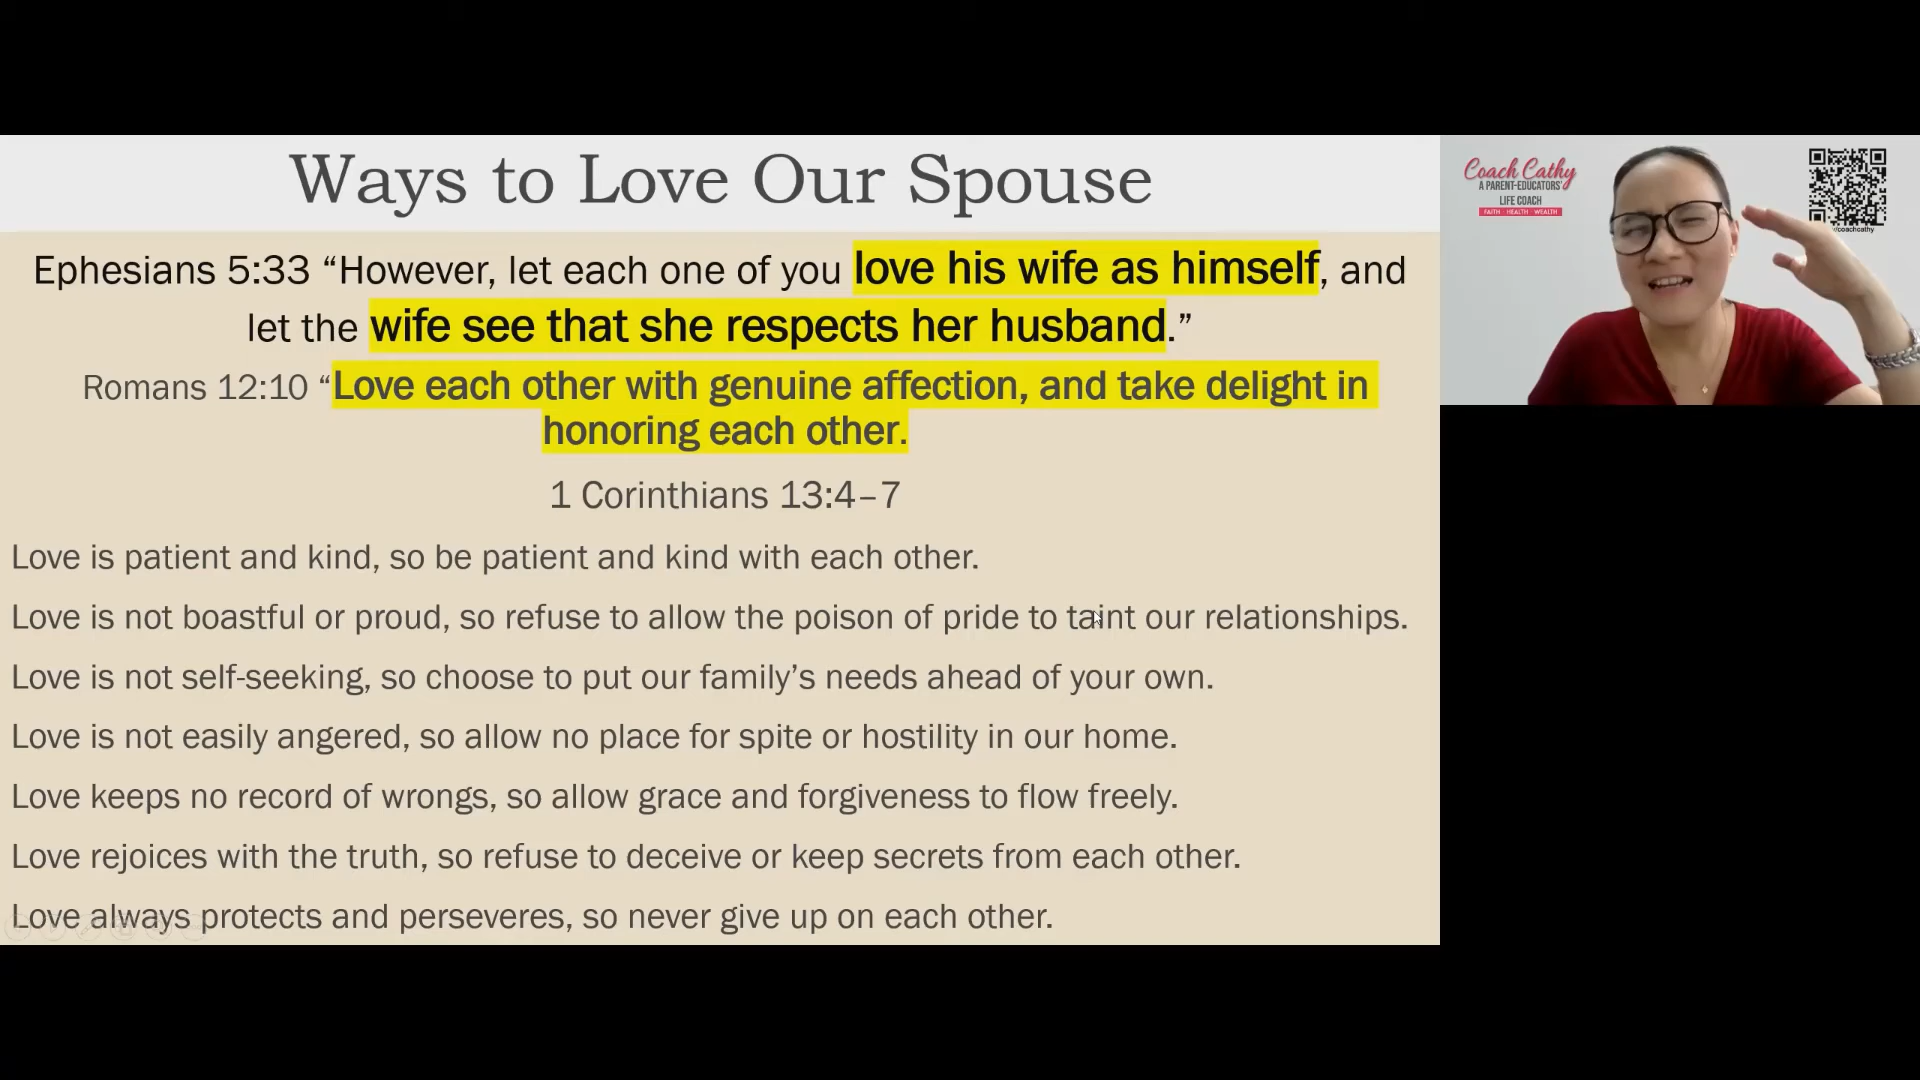 Ways to Love Our Spouse
Ephesians 5:33 “However, let each one of you love his wife as himself, and
let the wife see that she respects her husband.”
Romans 12:10 “Love each other with genuine affection, and take delight in
honoring each other.
1 Corinthians 13:4–7
Love is patient and kind, so be patient and kind with each other.
Love is not boastful or proud, so refuse to allow the poison of pride to taint our relationships.
Love is not self-seeking, so choose to put our family’s needs ahead of your own.
Love is not easily angered, so allow no place for spite or hostility in our home.
Love keeps no record of wrongs, so allow grace and forgiveness to flow freely.
Love rejoices with the truth, so refuse to deceive or keep secrets from each other.
Love always protects and perseveres, so never give up on each other.
Coach Cathy
A PARENT-EDUCATORS'
LIFE COACH
FAITH · HEALTH · WEALTH
/coachcathy